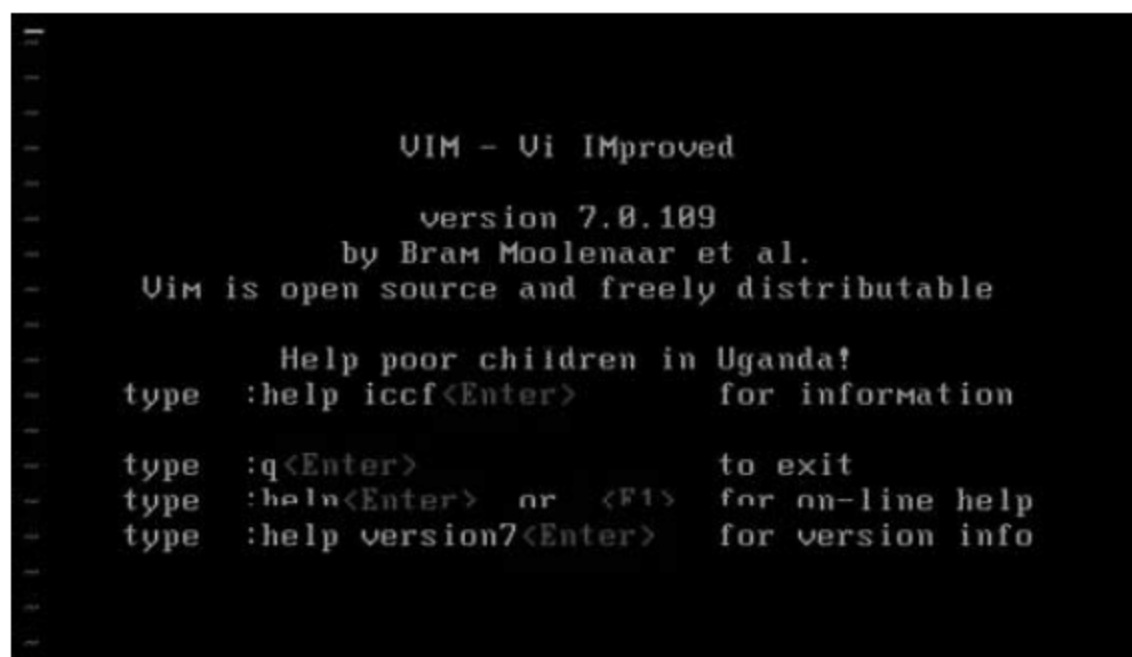 ~
~
~
VIM - Vi IMproved
~
~
version 7.0.109
~
by Bram Moolenaar et al.
~
Vim is open source and freely distributable
~
~
Help poor children in Uganda!
~
type :help iccf<Enter> for information
~
~
type :q<Enter> to exit
~
type :help<Enter> or <F1> for on-line help
~
type :help version7<Enter> for version info
~
~
~
~